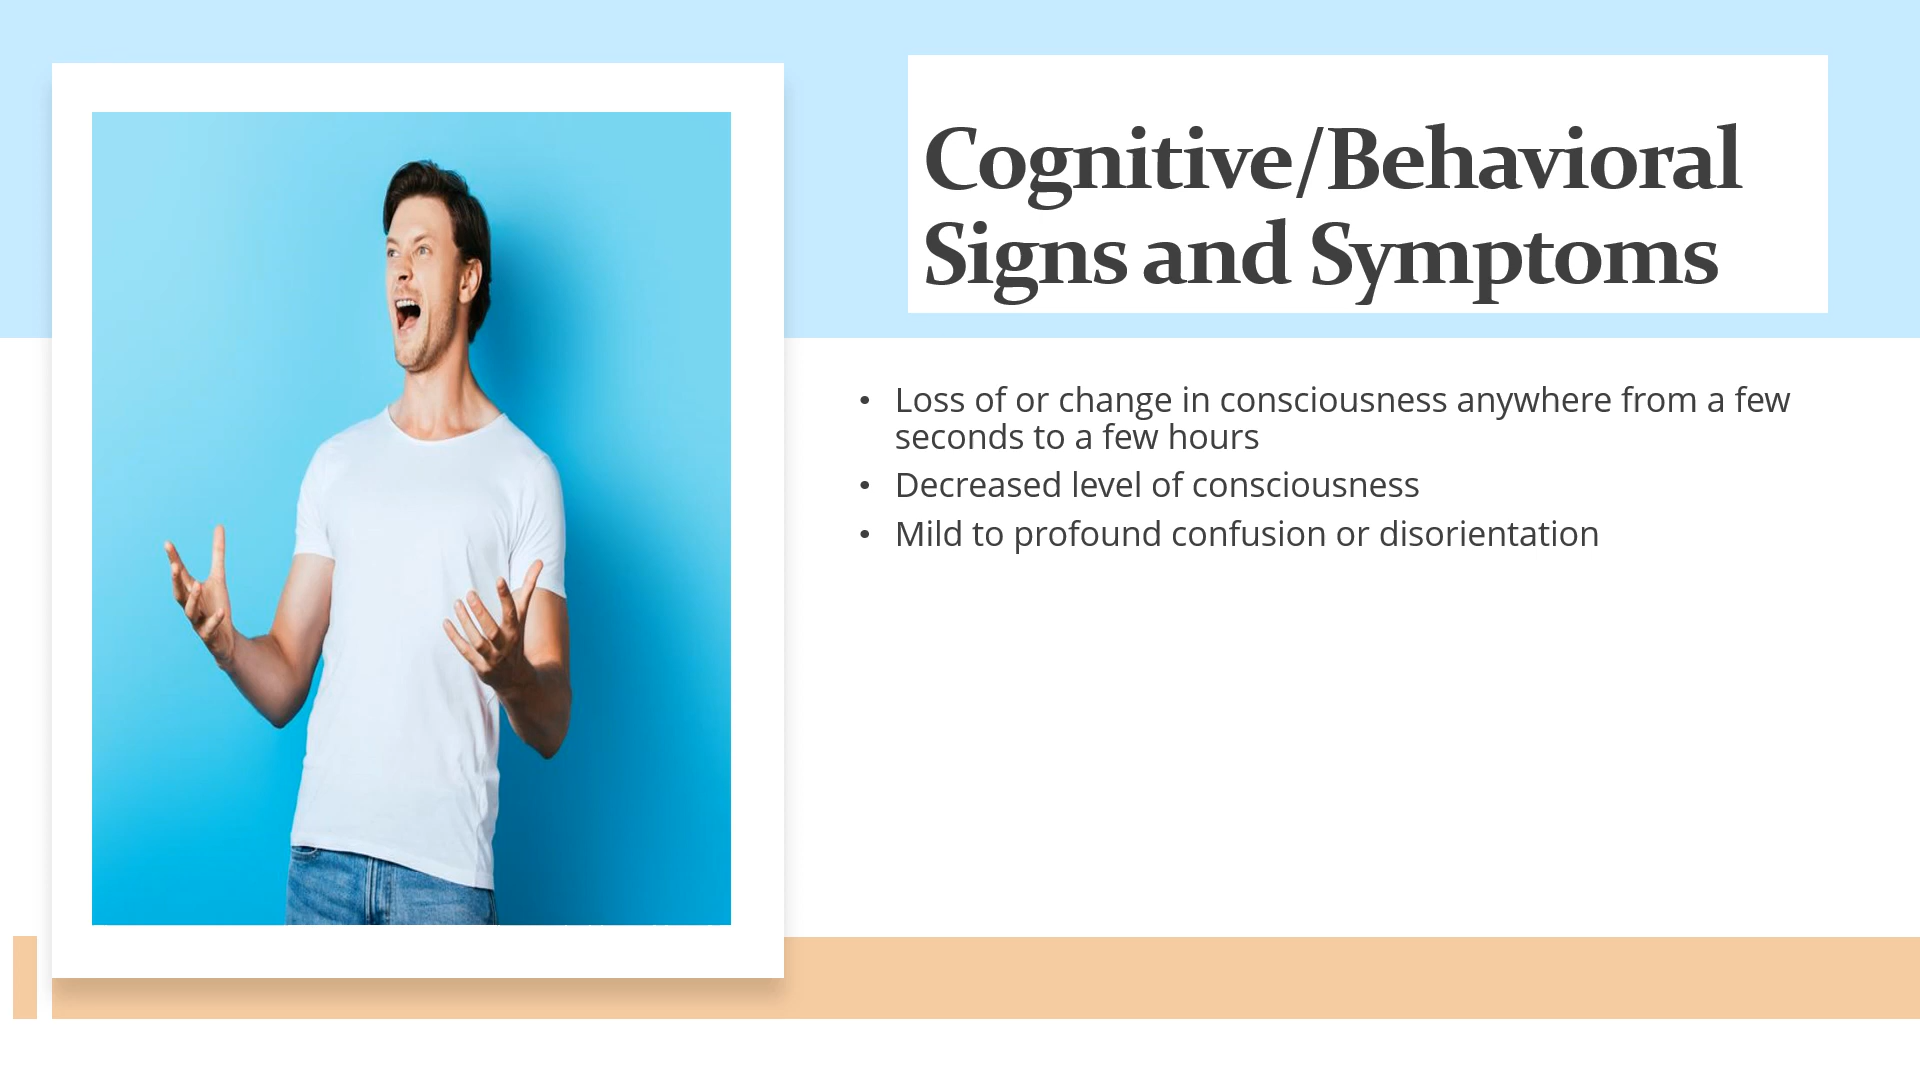 Cognitive/Behavioral
Signs and Symptoms
• Loss of or change in consciousness anywhere from a few
seconds to a few hours
• Decreased level of consciousness
• Mild to profound confusion or disorientation